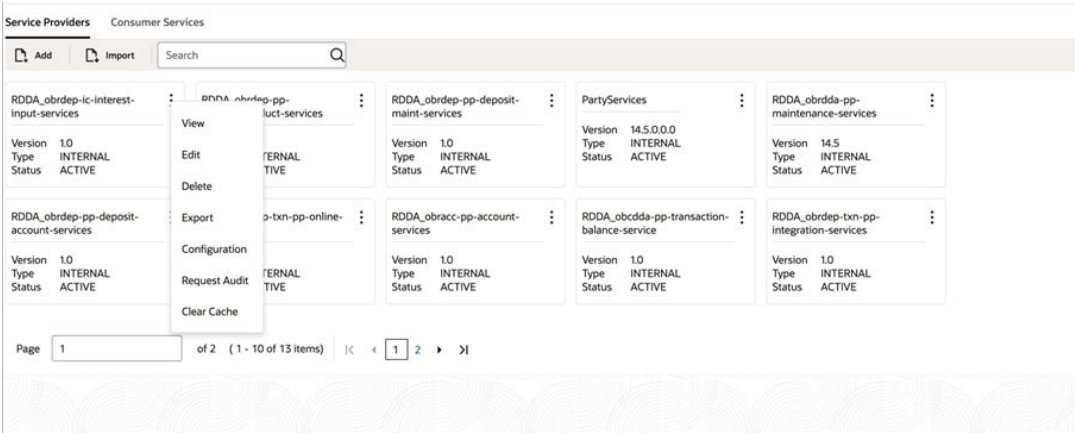 Service Providers Consumer Services
Add Import Search
RDDA_obrdep-ic-interest-
input-services
Version 1.0
Type INTERNAL
Status ACTIVE
RDDA_obrdep-pp-
duct-services
TERNAL
TIVE
RDDA_obrdep-pp-deposit-
maint-services
Version 1.0
Type INTERNAL
Status ACTIVE
PartyServices
Version 14.5.0.0.0
Type INTERNAL
Status ACTIVE
RDDA_obrdda-pp-
maintenance-services
Version 14.5
Type INTERNAL
Status ACTIVE
View
Edit
Delete
Export
Configuration
Request Audit
Clear Cache
RDDA_obrdep-pp-deposit-
account-services
Version 1.0
Type INTERNAL
Status ACTIVE
p-txn-pp-online-
TERNAL
TIVE
RDDA_obracc-pp-account-
services
Version 1.0
Type INTERNAL
Status ACTIVE
RDDA_obcdda-pp-transaction-
balance-service
Version 1.0
Type INTERNAL
Status ACTIVE
RDDA_obrdep-txn-pp-
integration-services
Version 1.0
Type INTERNAL
Status ACTIVE
Page 1 of 2 ( 1 - 10 of 13 items) 1 2